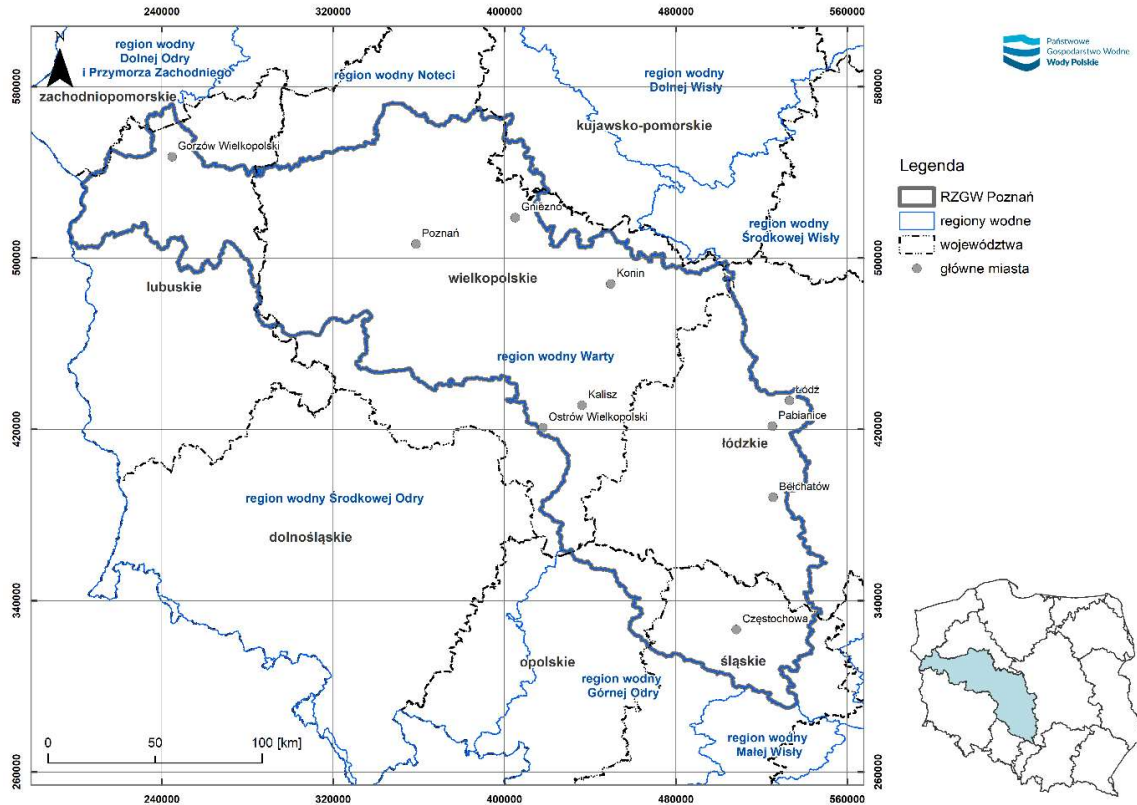 240000
320000
400000
480000
560000
region wodny
Dolnej Odry
i Przymorza Zachodniego
region wodny Noteci
region wodny
Dolnej Wisły
N
zachodniopomorskie
580000
580000
kujawsko-pomorskie
Gorzów Wielkopolski
Gniezno
Poznań
region wodny
Środkowej Wisły
500000
500000
wielkopolskie
Konin
lubuskie
region wodny Warty
Kalisz
Ostrów Wielkopolski
Łódź
Pabianice
420000
420000
łódzkie
Bełchatów
region wodny Środkowej Odry
dolnośląskie
340000
340000
Częstochowa
opolskie
śląskie
region wodny
Górnej Odry
region wodny
Małej Wisły
0
50
100 [km]
260000
260000
240000
320000
400000
480000
560000
Państwowe
Gospodarstwo Wodne
Wody Polskie
Legenda
RZGW Poznań
regiony wodne
województwa
główne miasta